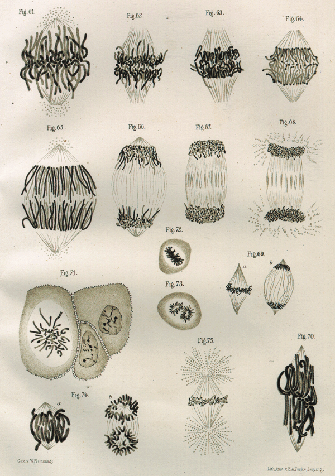 Fig. 61.
Fig. 62.
Fig. 63.
Fig. 64.
Fig. 65.
Fig. 66.
Fig. 67.
Fig. 68.
Fig. 72.
Fig. 69.
a
b
Fig. 71.
Fig. 73.
Fig. 75.
Fig. 70.
Fig. 74.
a
b